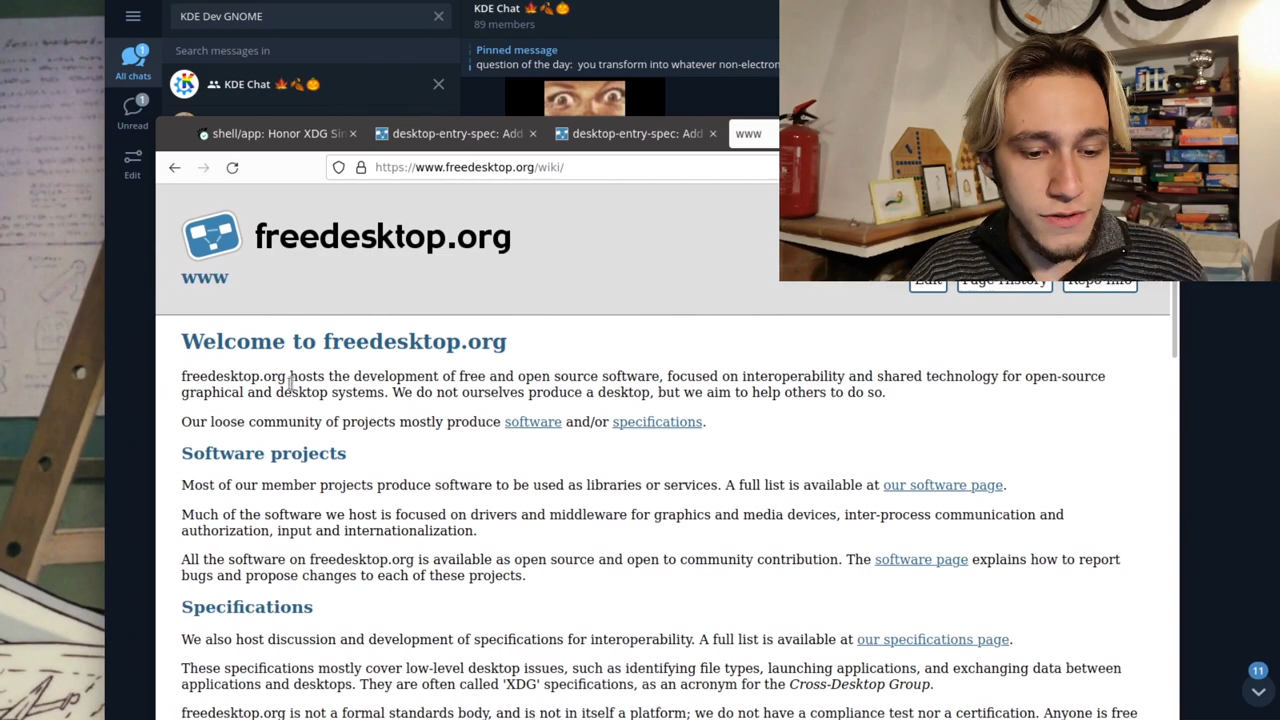 KDE Dev GNOME
KDE Chat
89 members
Search messages in
Pinned message
question of the day: you transform into whatever non-electron
All chats
1
KDE Chat
1
Unread
Edit
shell/app: Honor XDG Sin
desktop-entry-spec: Add
desktop-entry-spec: Add
www
https://www.freedesktop.org/wiki/
freedesktop.org
www
Edit
Page History
Repo Info
Welcome to freedesktop.org
freedesktop.org hosts the development of free and open source software, focused on interoperability and shared technology for open-source
graphical and desktop systems. We do not ourselves produce a desktop, but we aim to help others to do so.
Our loose community of projects mostly produce software and/or specifications.
Software projects
Most of our member projects produce software to be used as libraries or services. A full list is available at our software page.
Much of the software we host is focused on drivers and middleware for graphics and media devices, inter-process communication and
authorization, input and internationalization.
All the software on freedesktop.org is available as open source and open to community contribution. The software page explains how to report
bugs and propose changes to each of these projects.
Specifications
We also host discussion and development of specifications for interoperability. A full list is available at our specifications page.
These specifications mostly cover low-level desktop issues, such as identifying file types, launching applications, and exchanging data between
applications and desktops. They are often called 'XDG' specifications, as an acronym for the Cross-Desktop Group.
11
freedesktop.org is not a formal standards body, and is not in itself a platform; we do not have a compliance test nor a certification. Anyone is free